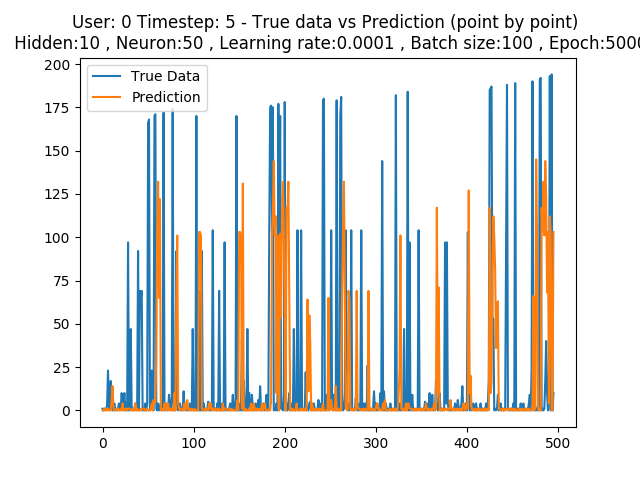 User: 0 Timestep: 5 - True data vs Prediction (point by point)
Hidden:10 , Neuron:50 , Learning rate:0.0001 , Batch size:100 , Epoch:5000
200
175
150
125
100
75
50
25
0
True Data
Prediction
0 100 200 300 400 500